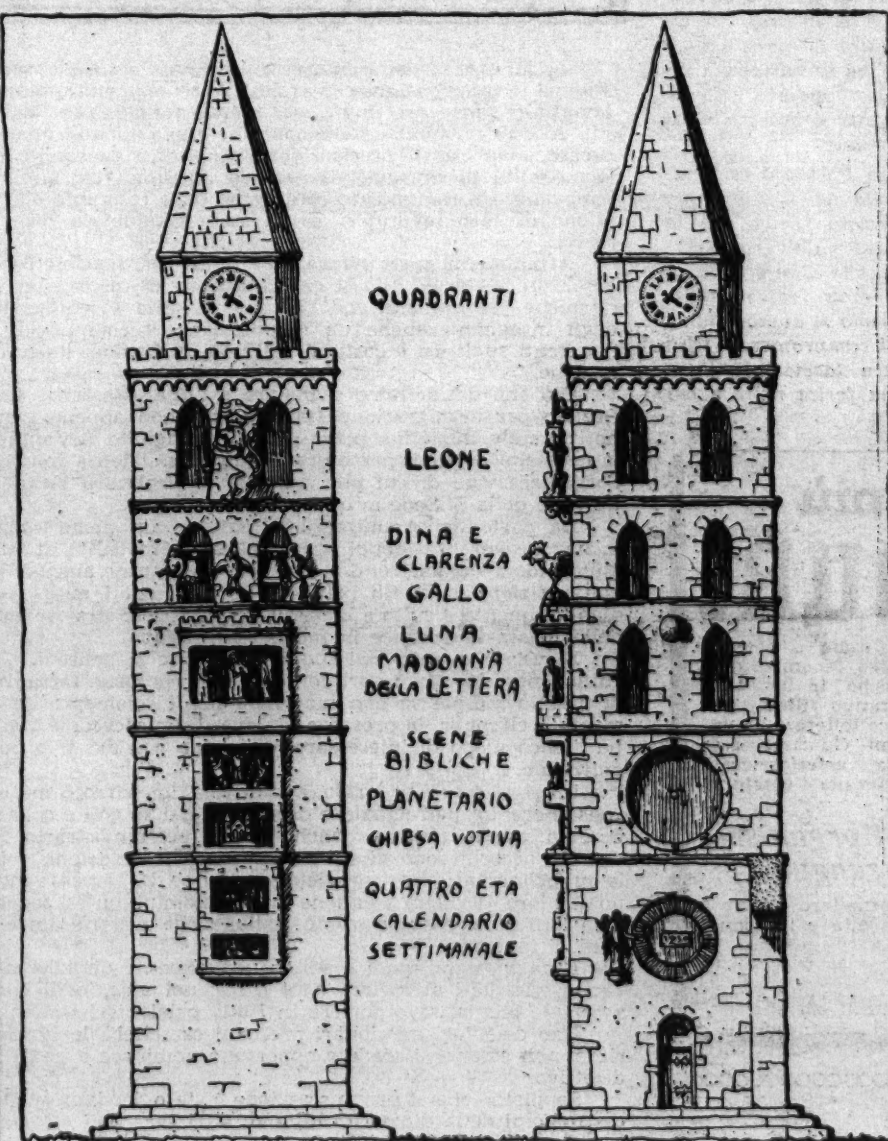 QUADRANTI
LEONE
DINA E
CLARENZA
GALLO
LUNA
MADONNA
DELLA LETTERA
SCENE
BIBLICHE
PLANETARIO
CHIESA VOTIVA
QUATTRO ETA
CALENDARIO
SETTIMANALE